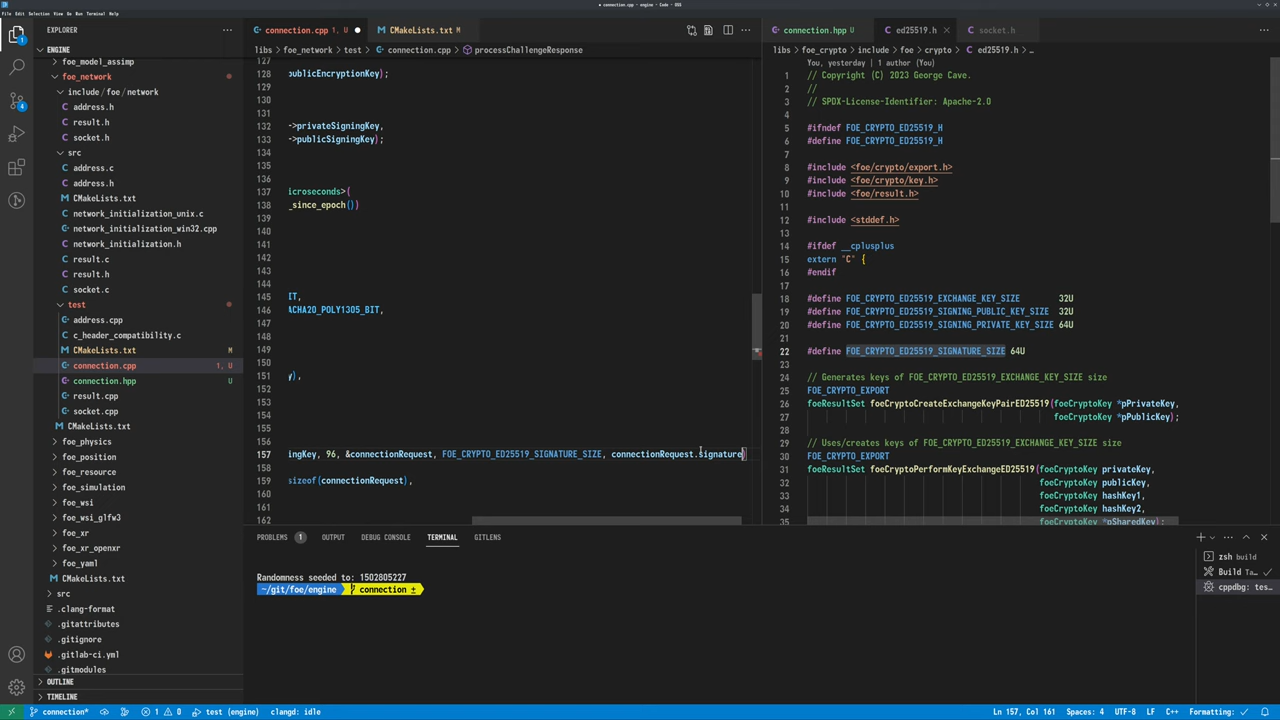 connection.cpp - engine - Code - OSS
File Edit Selection View Go Run Terminal Help
EXPLORER
ENGINE
foe_model_assimp
foe_network
include / foe / network
address.h
result.h
socket.h
src
address.c
address.h
CMakeLists.txt
network_initialization_unix.c
network_initialization_win32.cpp
network_initialization.h
result.c
result.h
socket.c
test
address.cpp
c_header_compatibility.c
CMakeLists.txt M
connection.cpp 1, U
connection.hpp U
result.cpp
socket.cpp
CMakeLists.txt
foe_physics
foe_position
foe_resource
foe_simulation
foe_wsi
foe_wsi_glfw3
foe_xr
foe_xr_openxr
foe_yaml
CMakeLists.txt
src
.clang-format
.gitattributes
.gitignore
.gitlab-ci.yml
.gitmodules
OUTLINE
TIMELINE
connection.cpp 1, U
CMakeLists.txt M
libs > foe_network > test > connection.cpp > processChallengeResponse
127
128 publicEncryptionKey);
129
130
131
132 ->privateSigningKey,
133 ->publicSigningKey);
134
135
136
137 icroseconds>(
138 _since_epoch())
139
140
141
142
143
144
145 IT,
146 ACHA20_POLY1305_BIT,
147
148
149
150
151 y),
152
153
154
155
156
157 ingKey, 96, &connectionRequest, FOE_CRYPTO_ED25519_SIGNATURE_SIZE, connectionRequest.signature)
158
159 sizeof(connectionRequest),
160
161
162
connection.hpp U
ed25519.h
socket.h
libs > foe_crypto > include > foe > crypto > ed25519.h > ...
You, yesterday | 1 author (You)
1 // Copyright (C) 2023 George Cave.
2 //
3 // SPDX-License-Identifier: Apache-2.0
4
5 #ifndef FOE_CRYPTO_ED25519_H
6 #define FOE_CRYPTO_ED25519_H
7
8 #include <foe/crypto/export.h>
9 #include <foe/crypto/key.h>
10 #include <foe/result.h>
11
12 #include <stddef.h>
13
14 #ifdef __cplusplus
15 extern "C" {
16 #endif
17
18 #define FOE_CRYPTO_ED25519_EXCHANGE_KEY_SIZE 32U
19 #define FOE_CRYPTO_ED25519_SIGNING_PUBLIC_KEY_SIZE 32U
20 #define FOE_CRYPTO_ED25519_SIGNING_PRIVATE_KEY_SIZE 64U
21
22 #define FOE_CRYPTO_ED25519_SIGNATURE_SIZE 64U
23
24 // Generates keys of FOE_CRYPTO_ED25519_EXCHANGE_KEY_SIZE size
25 FOE_CRYPTO_EXPORT
26 foeResultSet foeCryptoCreateExchangeKeyPairED25519(foeCryptoKey *pPrivateKey,
27 foeCryptoKey *pPublicKey);
28
29 // Uses/creates keys of FOE_CRYPTO_ED25519_EXCHANGE_KEY_SIZE size
30 FOE_CRYPTO_EXPORT
31 foeResultSet foeCryptoPerformKeyExchangeED25519(foeCryptoKey privateKey,
32 foeCryptoKey publicKey,
33 foeCryptoKey hashKey1,
34 foeCryptoKey hashKey2,
35 foeCryptoKey *pSharedKey);
PROBLEMS 1 OUTPUT DEBUG CONSOLE TERMINAL GITLENS
Randomness seeded to: 1502805227
~/git/foe/engine connection ±
zsh build
Build Ta...
cppdbg: tes...
connection* 1 0 test (engine) clangd: idle
Ln 157, Col 161 Spaces: 4 UTF-8 LF C++ Formatting: ✓